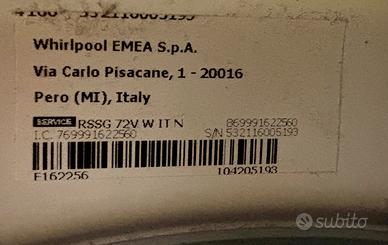 Whirlpool EMEA S.p.A.
Via Carlo Pisacane, 1 - 20016
Pero (MI), Italy
SERVICE RSSG 72V W IT N 869991622560
I.C. 769991622560 S/N 532116005193
F162256 104205193
subito